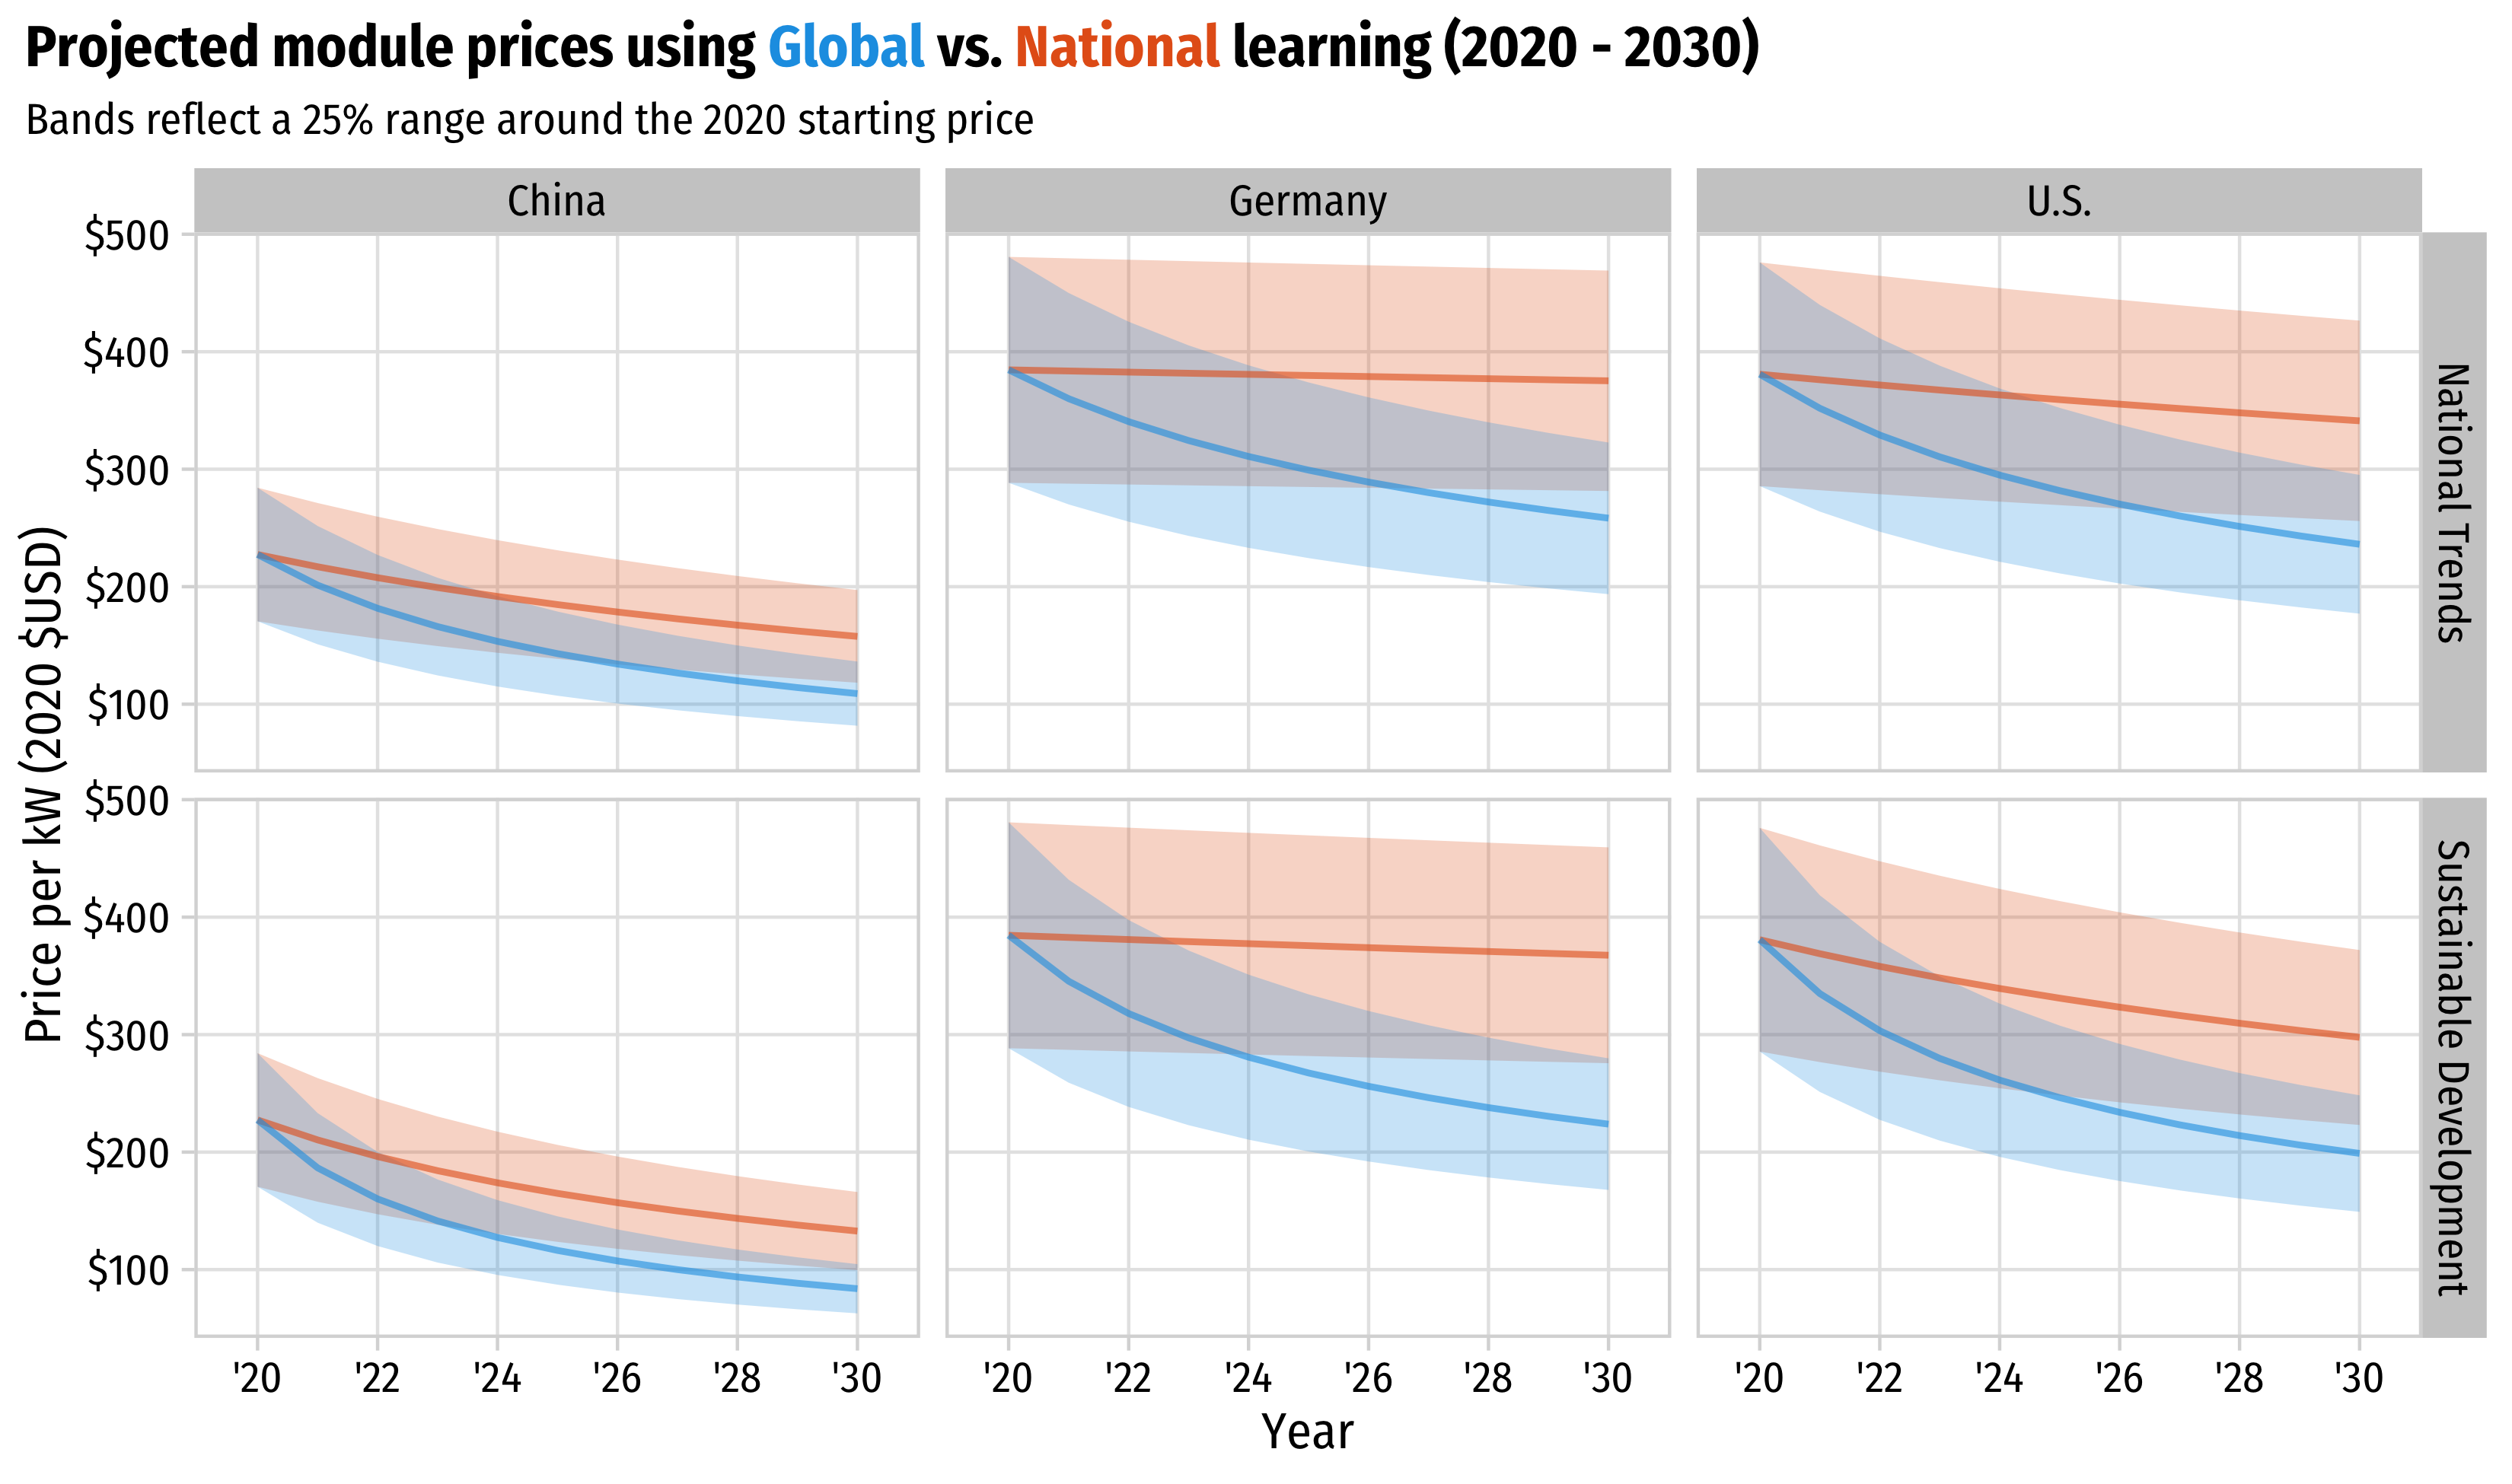 Projected module prices using Global vs. National learning (2020 - 2030)
Bands reflect a 25% range around the 2020 starting price
China
Germany
U.S.
Price per kW (2020 $USD)
$500
$400
$300
$200
$100
National Trends
$500
$400
$300
$200
$100
Sustainable Development
'20 '22 '24 '26 '28 '30
'20 '22 '24 '26 '28 '30
'20 '22 '24 '26 '28 '30
Year